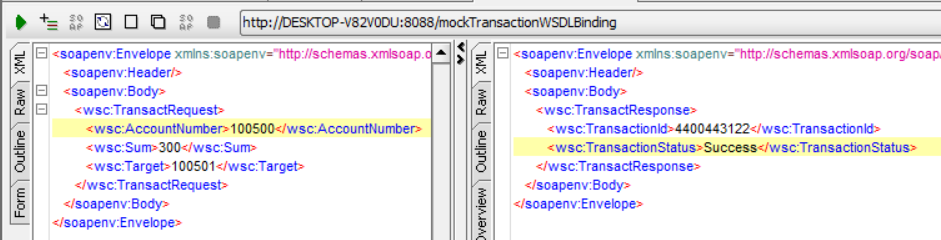 SO
AP
SO
AP
http://DESKTOP-V82V0DU:8088/mockTransactionWSDLBinding
XML
Raw
Outline
Form
<soapenv:Envelope xmlns:soapenv="http://schemas.xmlsoap.o
<soapenv:Header/>
<soapenv:Body>
<wsc:TransactRequest>
<wsc:AccountNumber>100500</wsc:AccountNumber>
<wsc:Sum>300</wsc:Sum>
<wsc:Target>100501</wsc:Target>
</wsc:TransactRequest>
</soapenv:Body>
</soapenv:Envelope>
XML
Raw
Outline
Overview
<soapenv:Envelope xmlns:soapenv="http://schemas.xmlsoap.org/soap/
<soapenv:Header/>
<soapenv:Body>
<wsc:TransactResponse>
<wsc:TransactionId>4400443122</wsc:TransactionId>
<wsc:TransactionStatus>Success</wsc:TransactionStatus>
</wsc:TransactResponse>
</soapenv:Body>
</soapenv:Envelope>